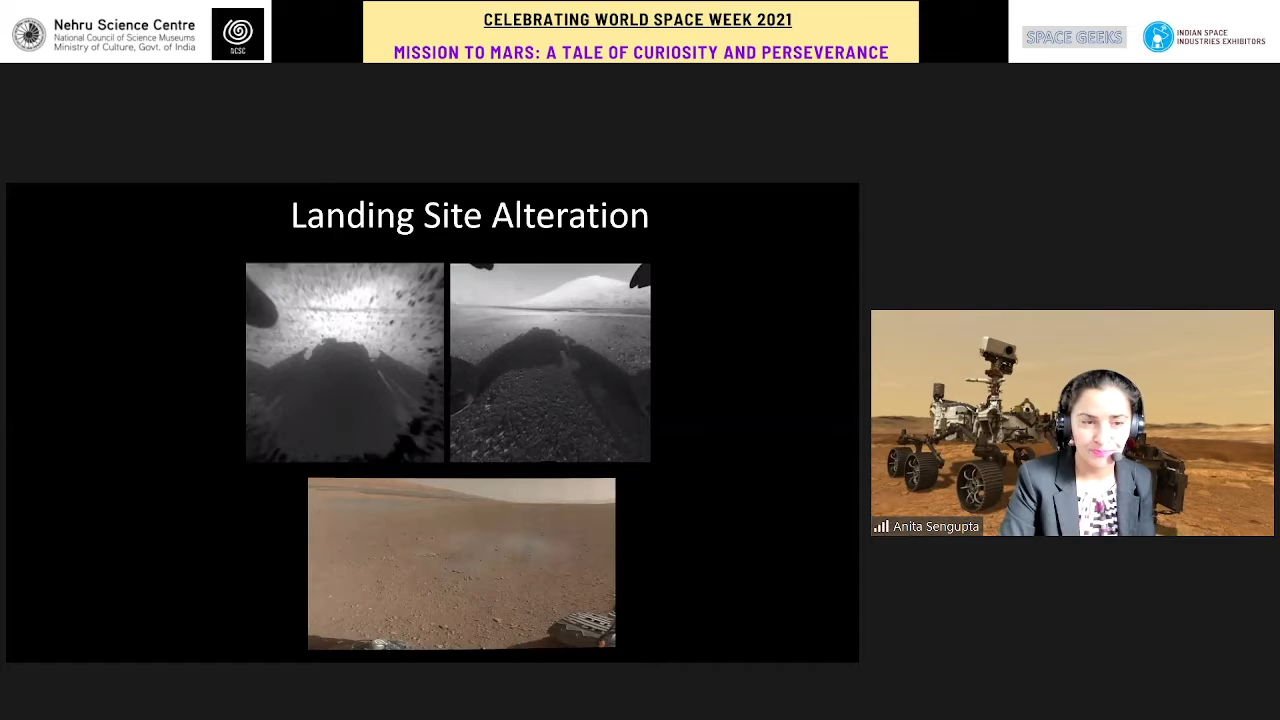 Nehru Science Centre
National Council of Science Museums
Ministry of Culture, Govt. of India
NCSC
CELEBRATING WORLD SPACE WEEK 2021
MISSION TO MARS: A TALE OF CURIOSITY AND PERSEVERANCE
SPACE GEEKS
INDIAN SPACE
INDUSTRIES EXHIBITORS
Landing Site Alteration
Anita Sengupta